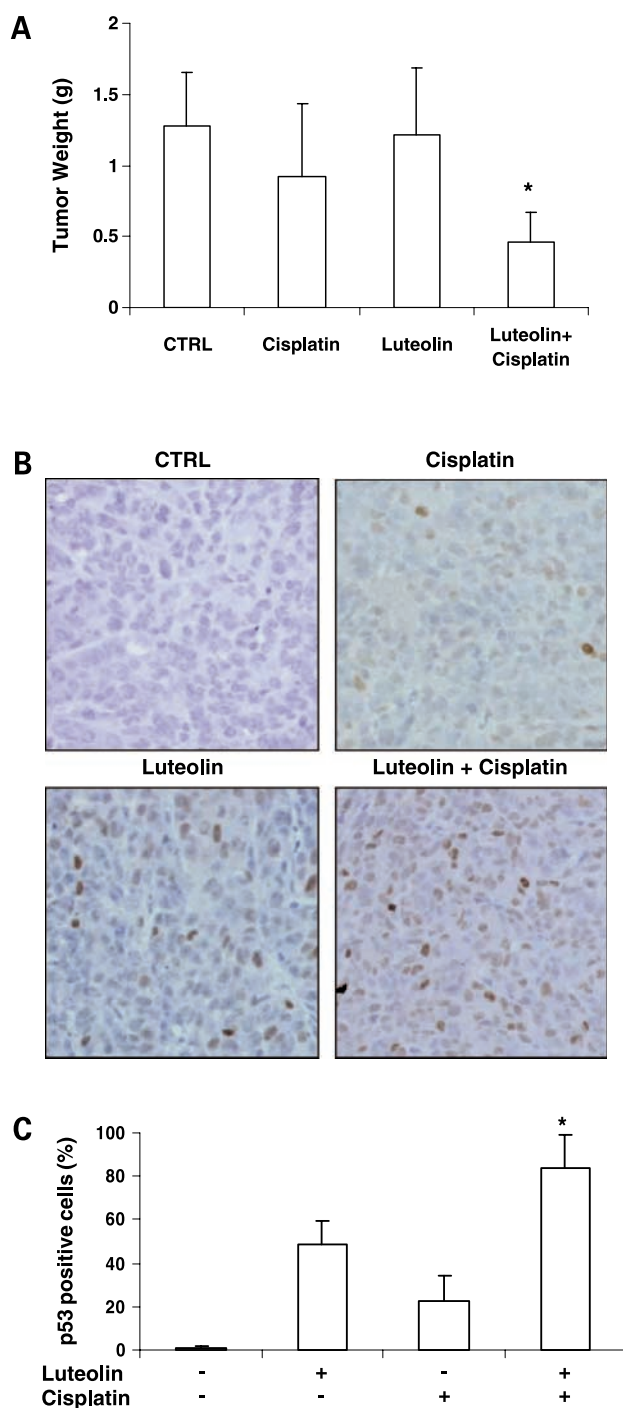 A
Tumor Weight (g)
2
1.5
1
0.5
0
*
CTRL
Cisplatin
Luteolin
Luteolin+
Cisplatin
B
CTRL
Cisplatin
Luteolin
Luteolin + Cisplatin
C
p53 positive cells (%)
100
80
60
40
20
0
*
Luteolin - + - +
Cisplatin - - + +